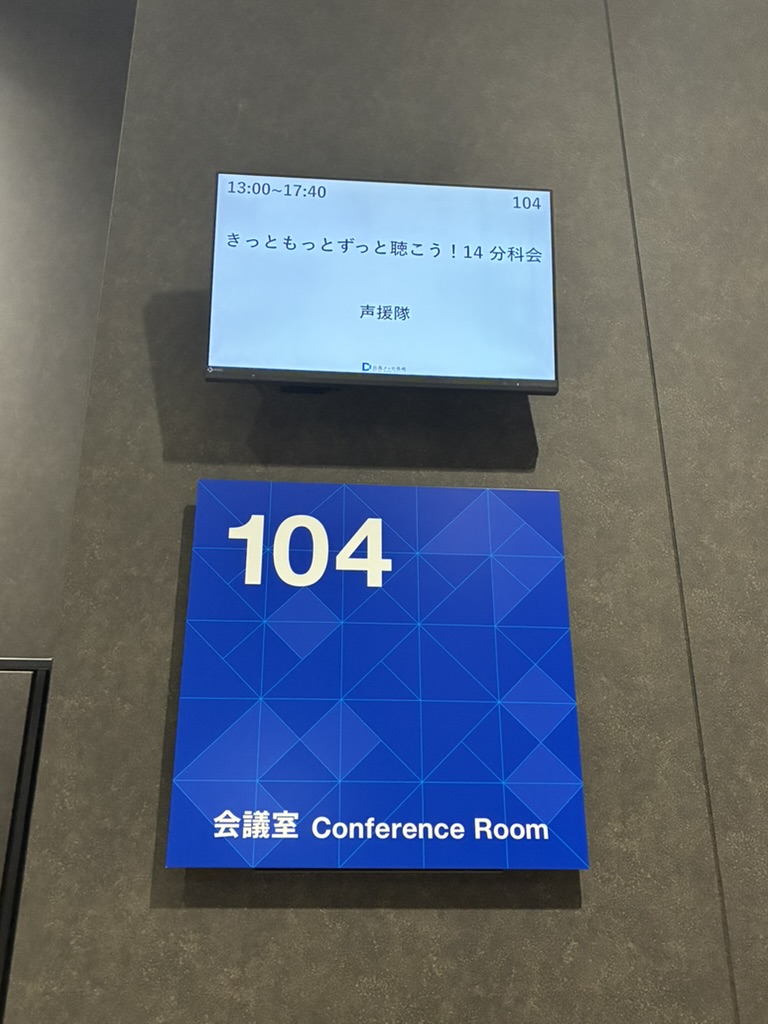 13:00~17:40
104
きっともっとずっと聴こう！14 分科会
声援隊
104
会議室 Conference Room